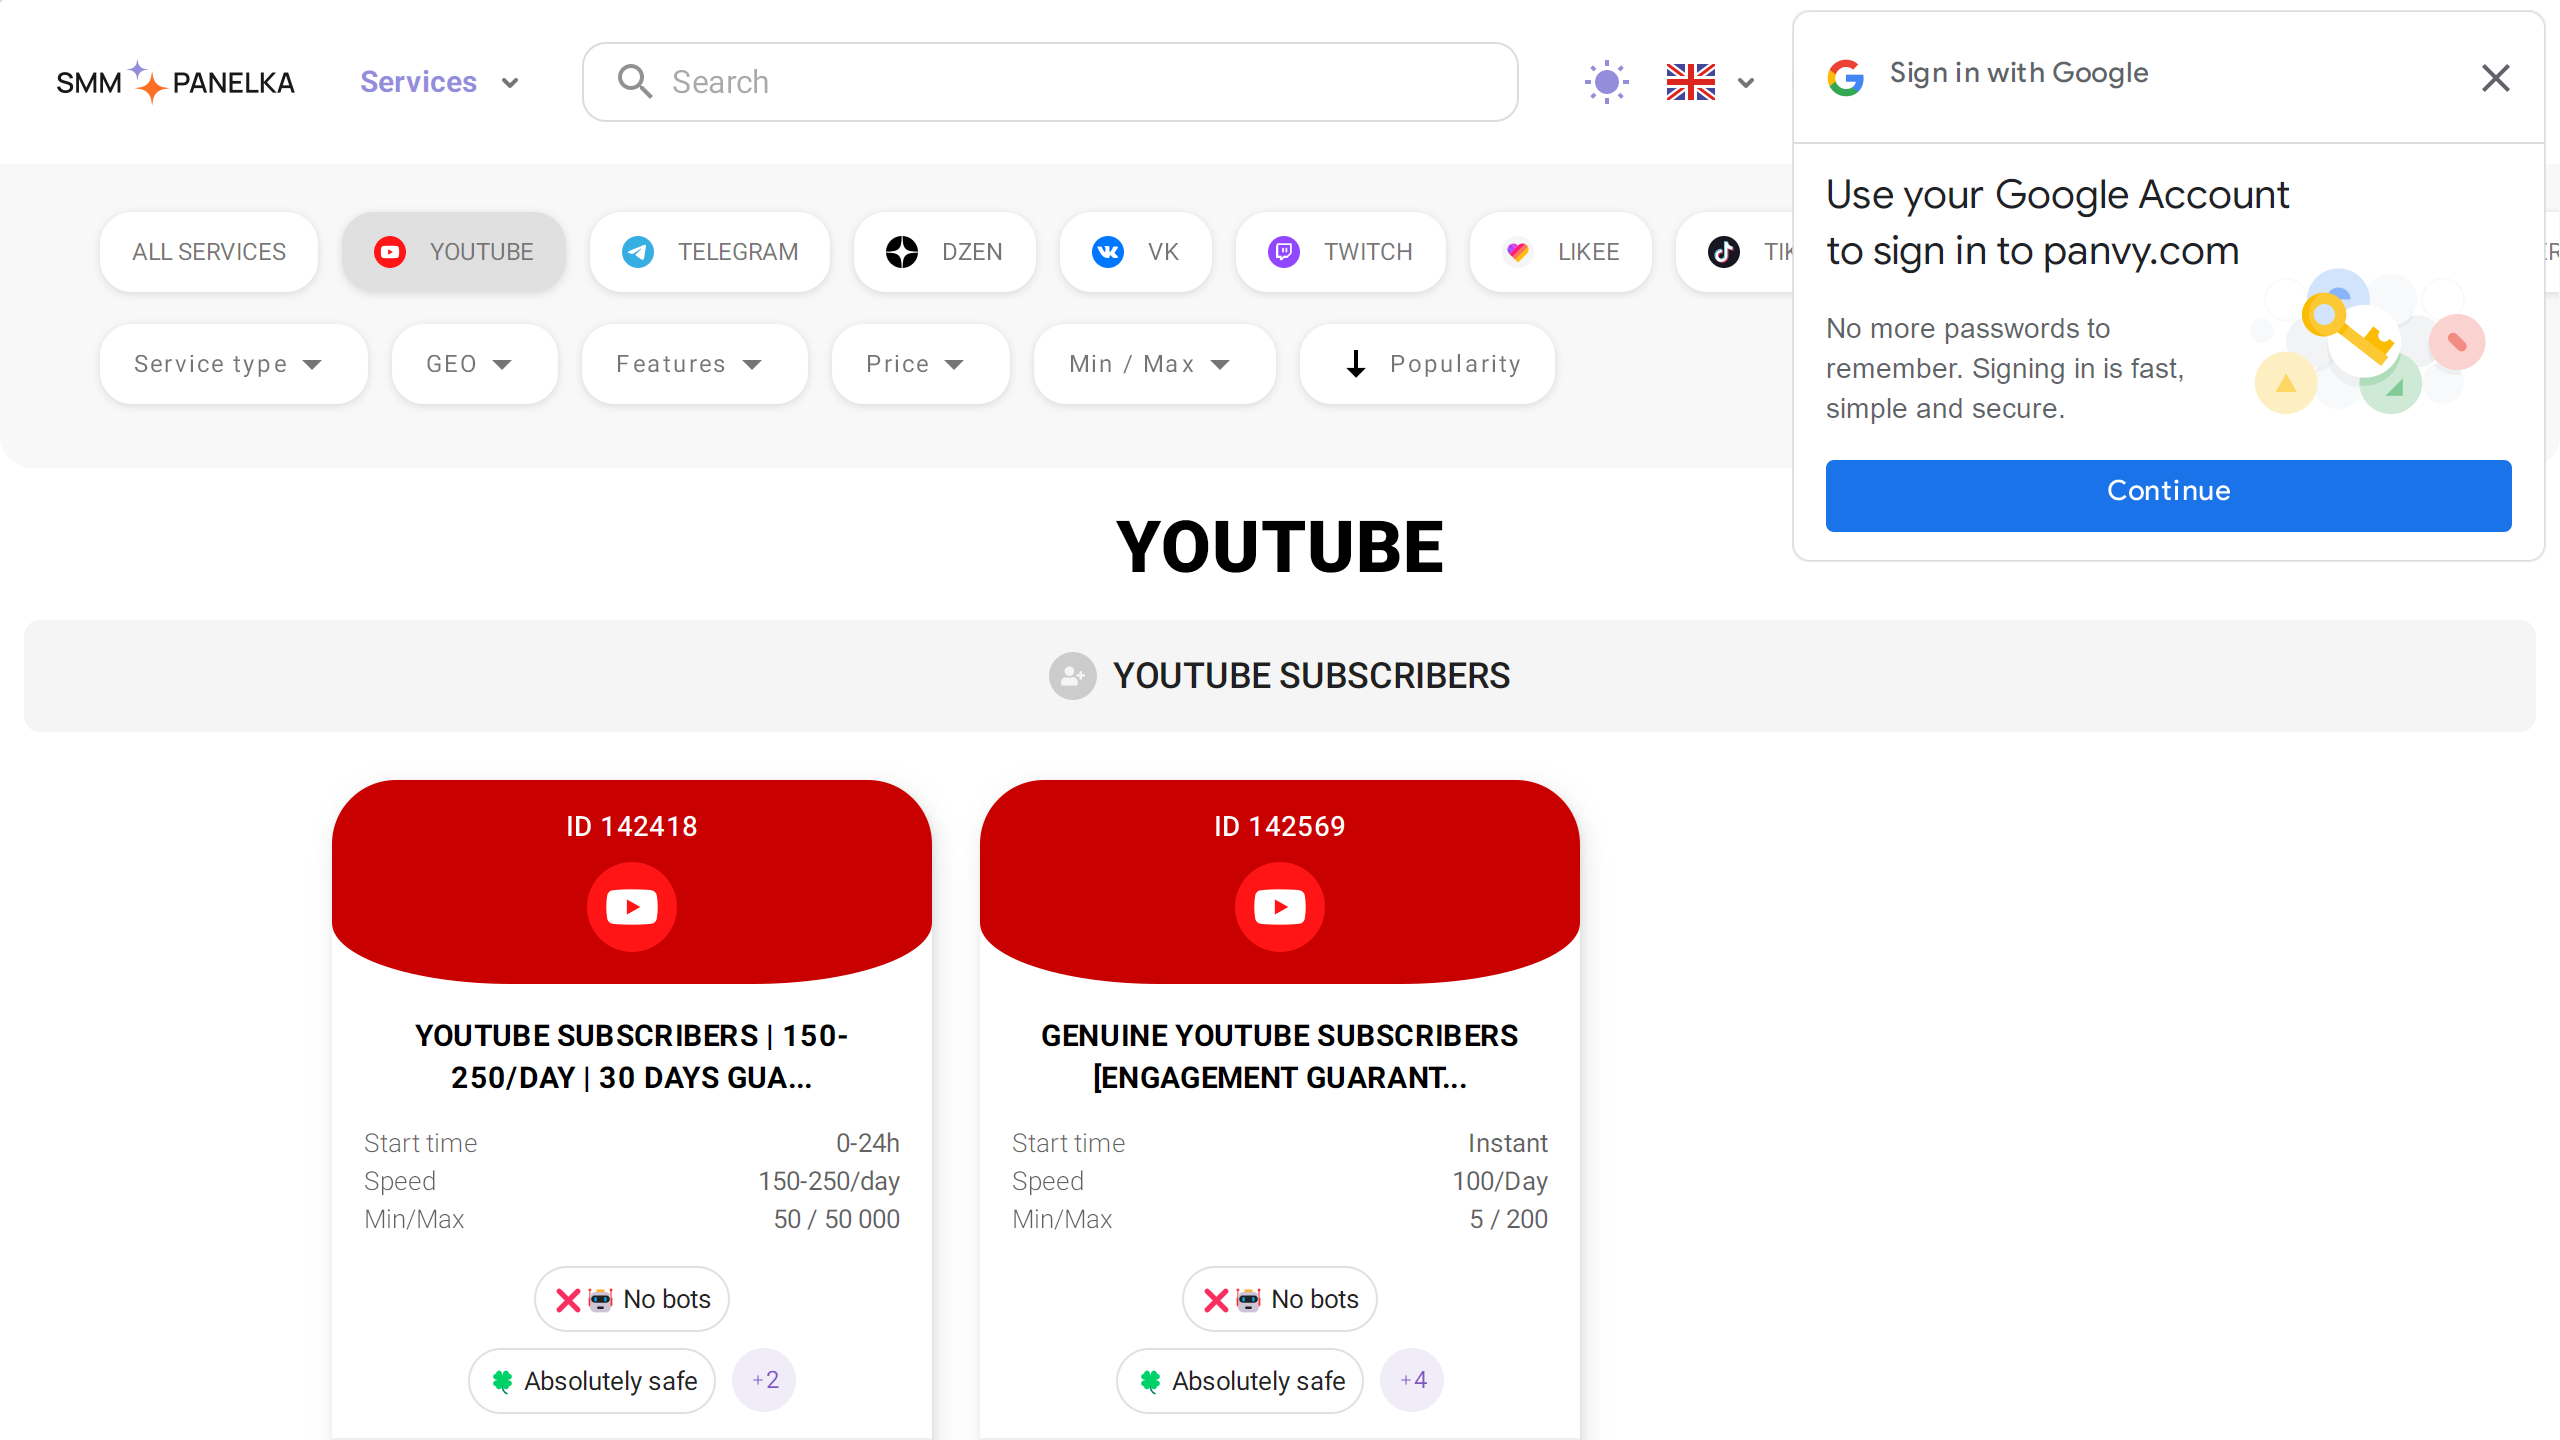 SMM PANELKA
Services
Search
Sign in with Google
Use your Google Account
to sign in to panvy.com
No more passwords to
remember. Signing in is fast,
simple and secure.
Continue
ALL SERVICES
YOUTUBE
TELEGRAM
DZEN
VK
TWITCH
LIKEE
Service type
GEO
Features
Price
Min / Max
Popularity
YOUTUBE
YOUTUBE SUBSCRIBERS
ID 142418
YOUTUBE SUBSCRIBERS | 150-
250/DAY | 30 DAYS GUA...
Start time 0-24h
Speed 150-250/day
Min/Max 50 / 50 000
No bots
Absolutely safe
+2
ID 142569
GENUINE YOUTUBE SUBSCRIBERS
[ENGAGEMENT GUARANT...
Start time Instant
Speed 100/Day
Min/Max 5 / 200
No bots
Absolutely safe
+4